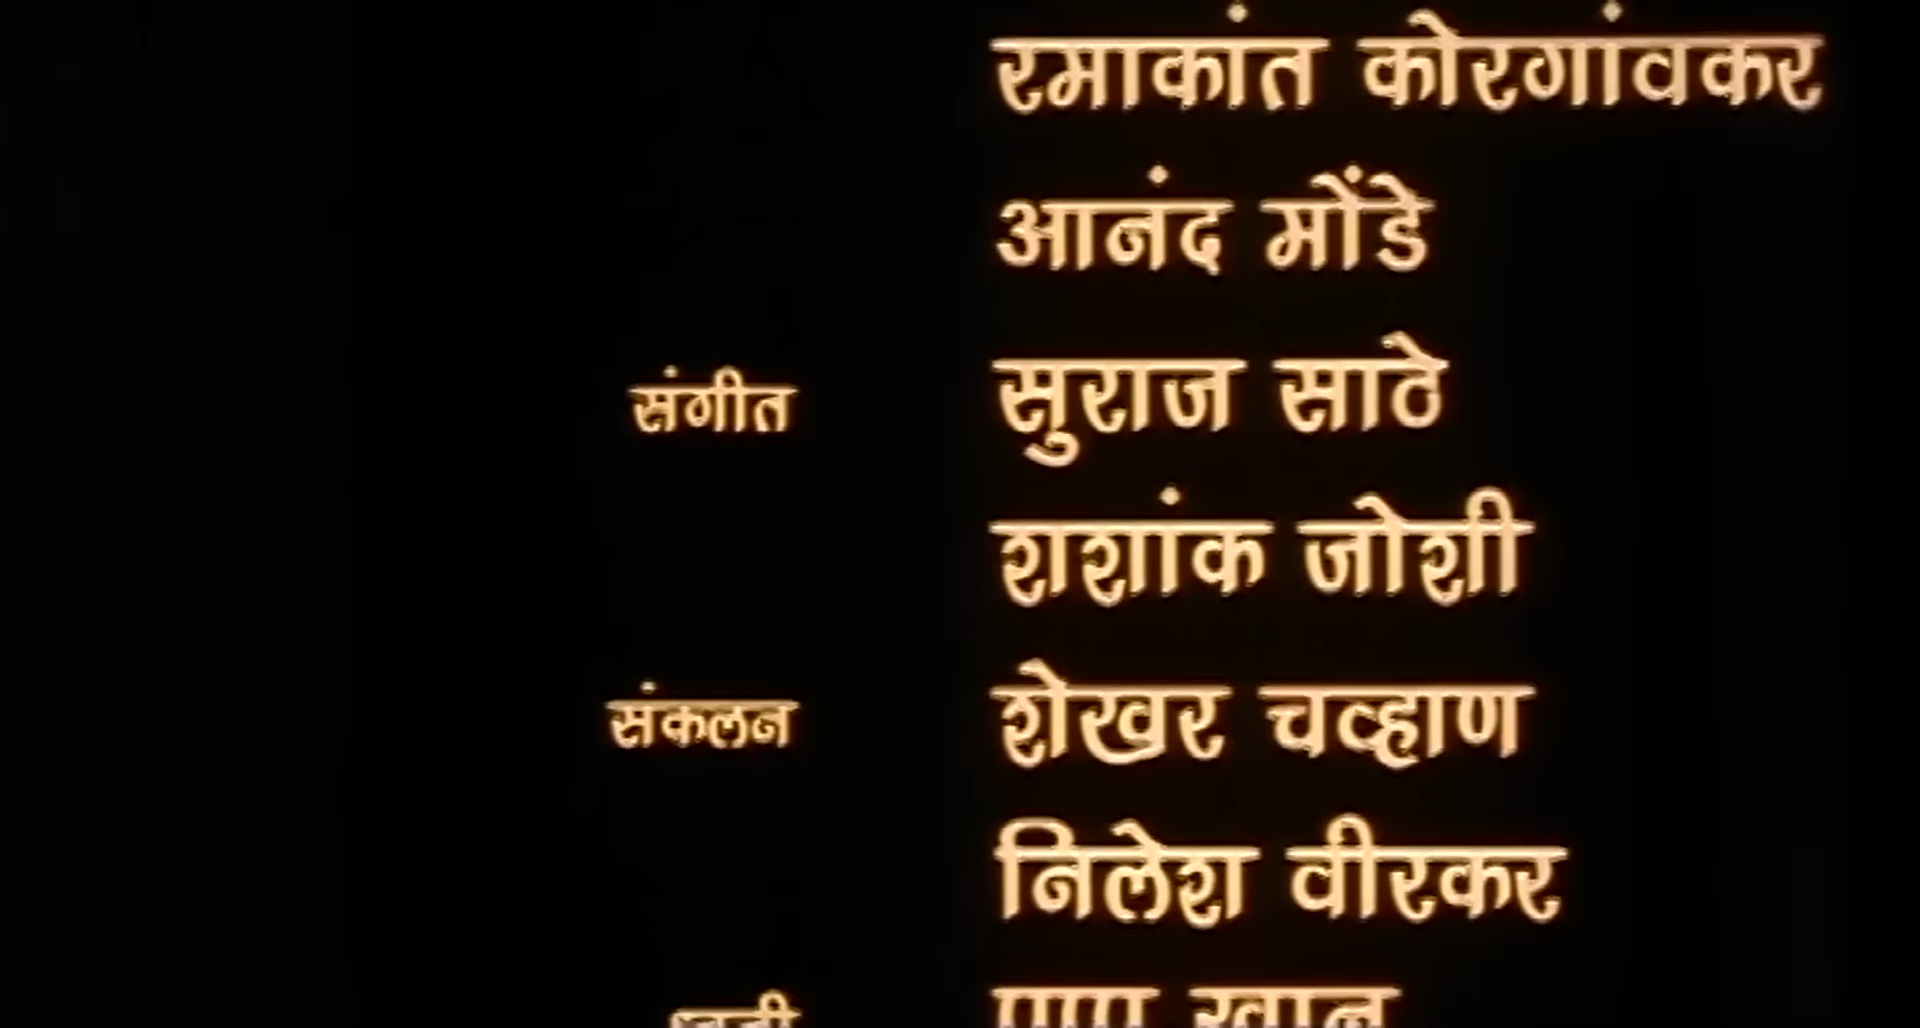 रमाकांत कोरगांवकर
आनंद मोंडे
संगीत सुराज साठे
शशांक जोशी
संकलन शेखर चव्हाण
निलेश वीरकर
खान